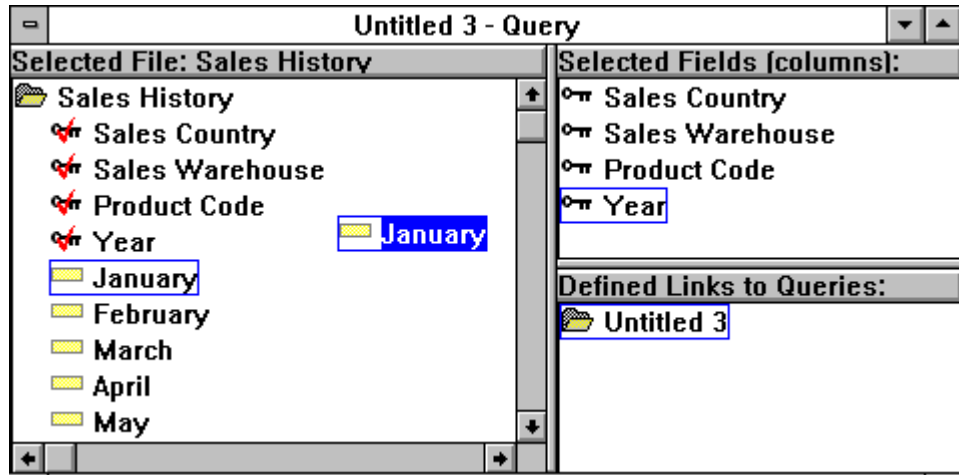 Untitled 3 - Query
Selected File: Sales History
Sales History
Sales Country
Sales Warehouse
Product Code
Year
January
January
February
March
April
May
Selected Fields (columns):
Sales Country
Sales Warehouse
Product Code
Year
Defined Links to Queries:
Untitled 3